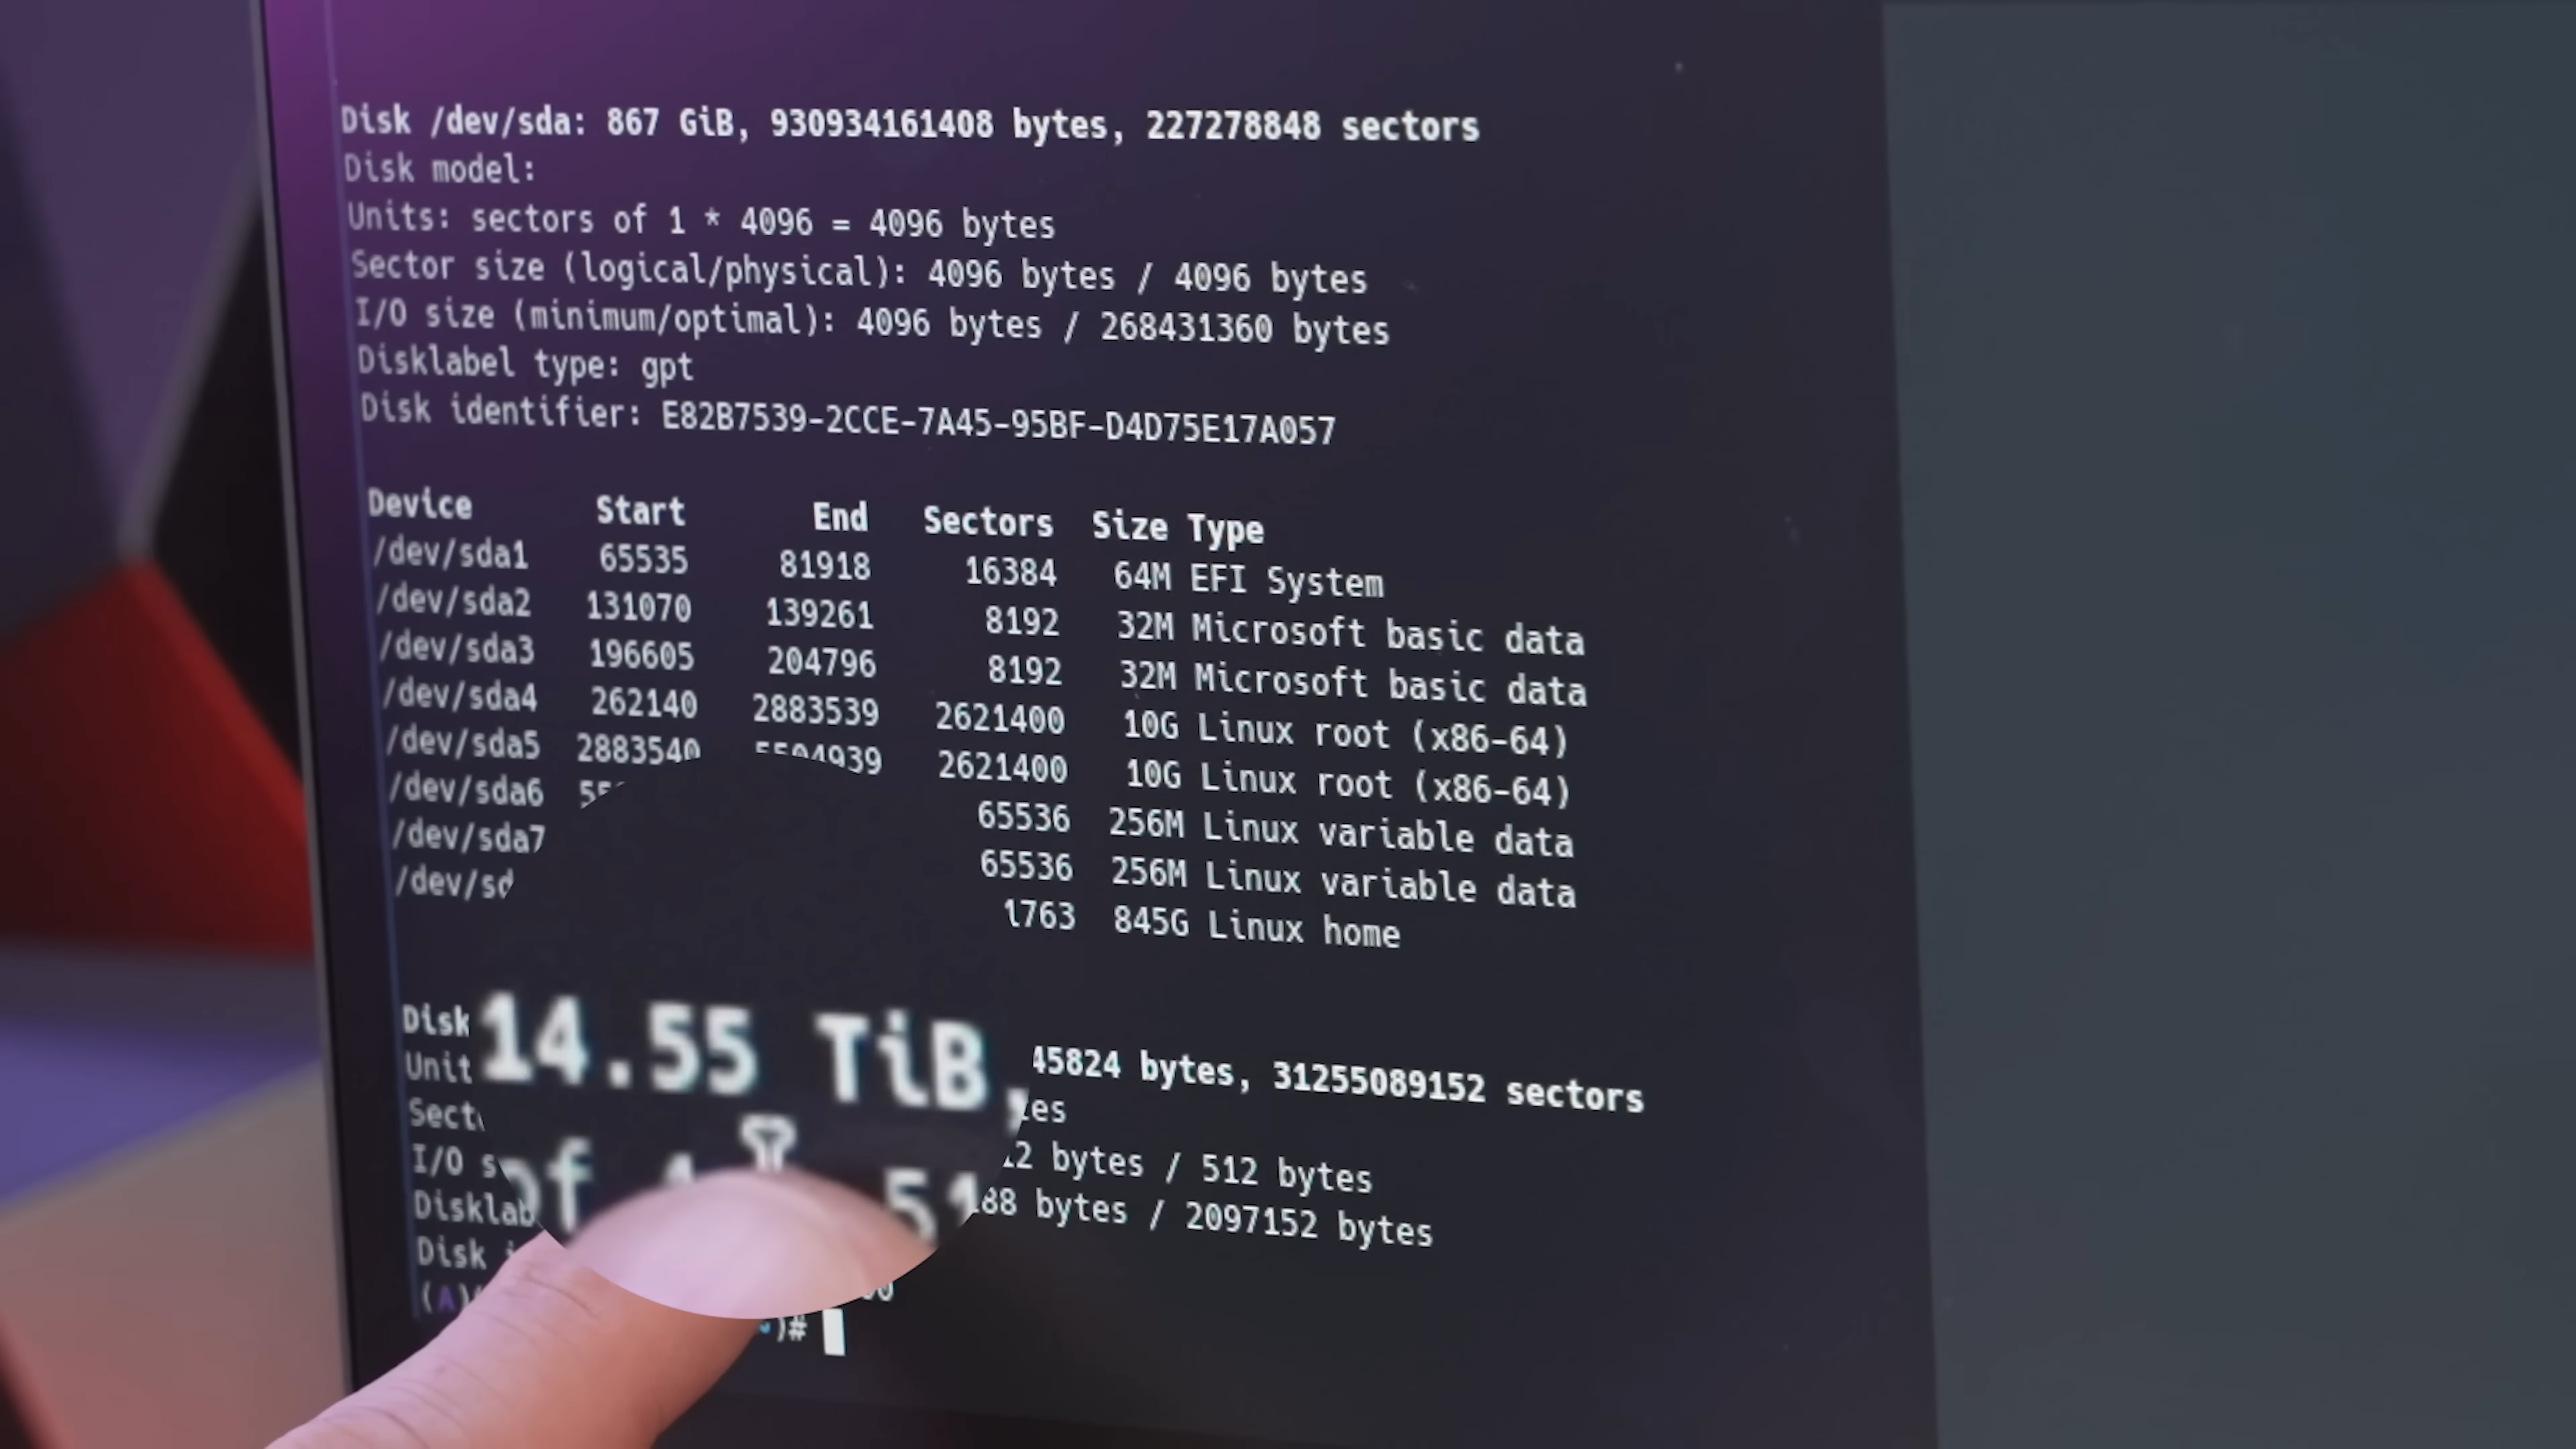 Disk /dev/sda: 867 GiB, 930934161408 bytes, 227278848 sectors
Disk model:
Units: sectors of 1 * 4096 = 4096 bytes
Sector size (logical/physical): 4096 bytes / 4096 bytes
I/O size (minimum/optimal): 4096 bytes / 268431360 bytes
Disklabel type: gpt
Disk identifier: E82B7539-2CCE-7A45-95BF-D4D75E17A057
Device Start End Sectors Size Type
/dev/sda1 65535 81918 16384 64M EFI System
/dev/sda2 131070 139261 8192 32M Microsoft basic data
/dev/sda3 196605 204796 8192 32M Microsoft basic data
/dev/sda4 262140 2883539 2621400 10G Linux root (x86-64)
/dev/sda5 2883540 5504939 2621400 10G Linux root (x86-64)
/dev/sda6 65536 256M Linux variable data
/dev/sda7 65536 256M Linux variable data
845G Linux home
Disk 14.55 TiB, 45824 bytes, 31255089152 sectors
of
bytes / 512 bytes
bytes / 2097152 bytes
Disk
(A)
)#